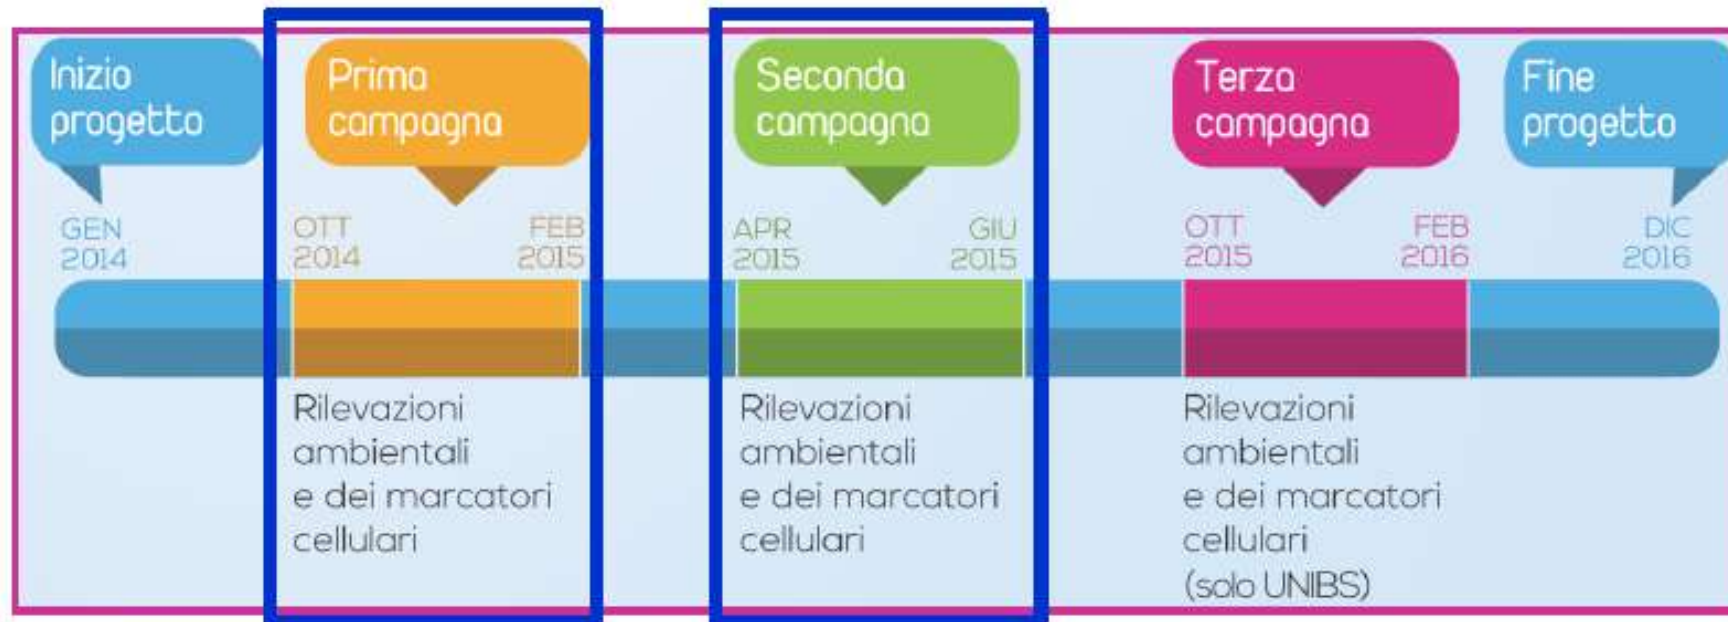 Inizio
progetto
Prima
campagna
Seconda
campagna
Terza
campagna
Fine
progetto
GEN
2014
OTT
2014
FEB
2015
APR
2015
GIU
2015
OTT
2015
FEB
2016
DIC
2016
Rilevazioni
ambientali
e dei marcatori
cellulari
Rilevazioni
ambientali
e dei marcatori
cellulari
Rilevazioni
ambientali
e dei marcatori
cellulari
(solo UNIBS)